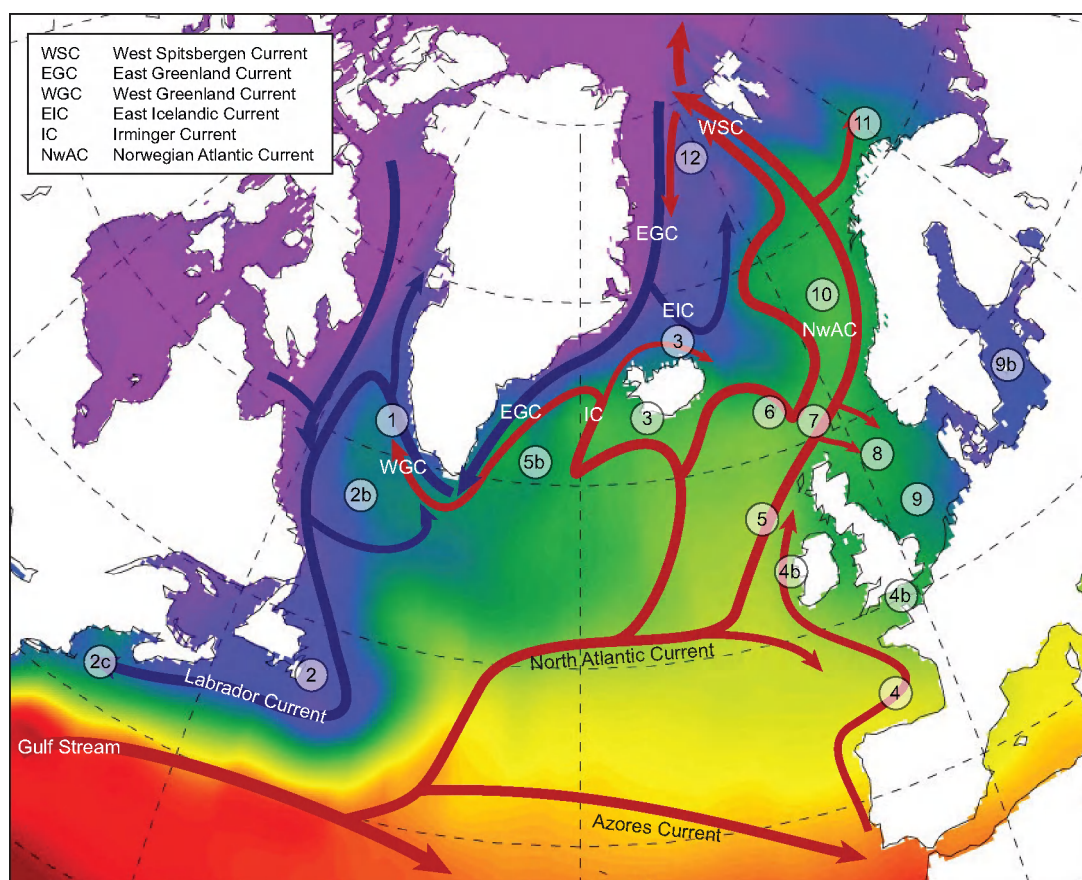 WSC West Spitsbergen Current
EGC East Greenland Current
WGC West Greenland Current
EIC East Icelandic Current
IC Irminger Current
NwAC Norwegian Atlantic Current
11
WSC
12
EGC
10
EIC
NwAC
3
9b
1
EGC
IC
3
6
7
8
WGC
5b
2b
9
5
4b
4b
2c
North Atlantic Current
2
Labrador Current
4
Gulf Stream
Azores Current